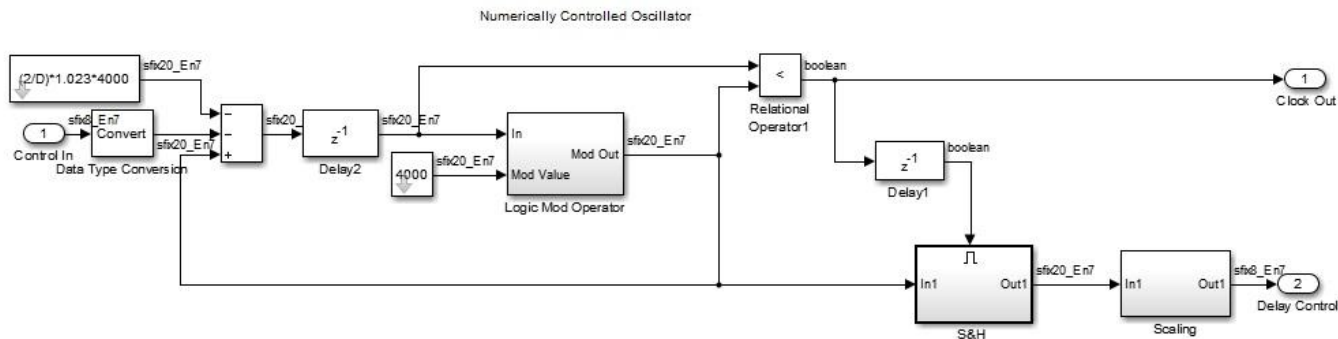 Numerically Controlled Oscillator
(2/D)*1.023*4000
sfix20_En7
sfix8_En7
1
Control In
Convert
Data Type Conversion
sfix20_En7
−
−
+
sfix20_
z-1
Delay2
sfix20_En7
4000
sfix20_En7
In
Mod Value
Mod Out
Logic Mod Operator
sfix20_En7
<
Relational
Operator1
boolean
1
Clock Out
z-1
Delay1
boolean
In1
Out1
S&H
sfix20_En7
In1
Out1
Scaling
sfix8_En7
2
Delay Control